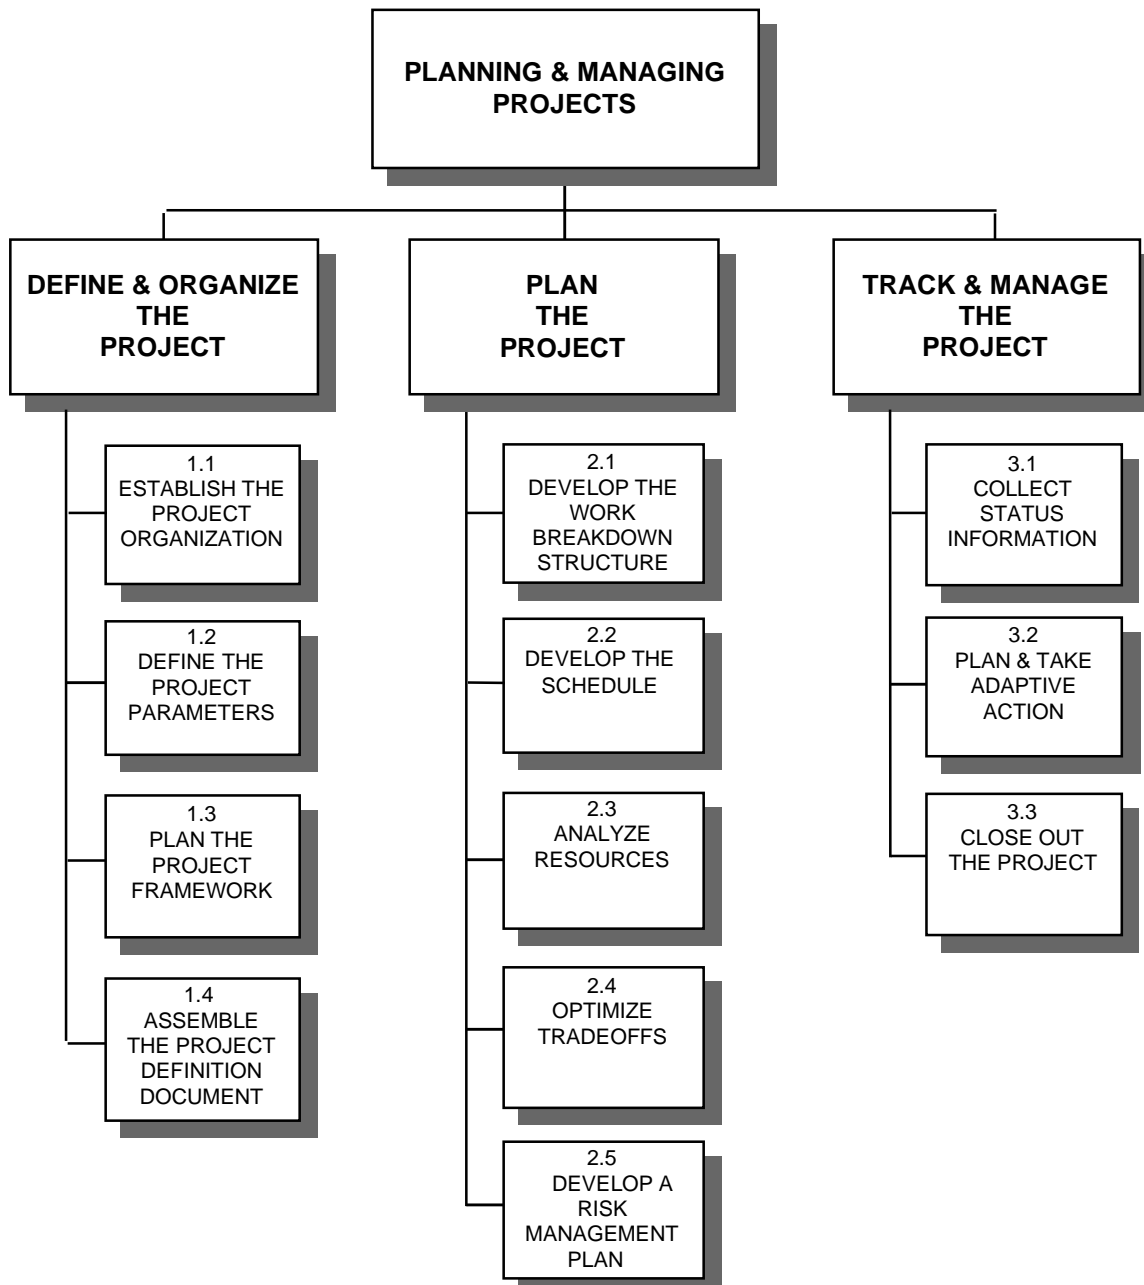 PLANNING & MANAGING
PROJECTS
DEFINE & ORGANIZE
THE
PROJECT
PLAN
THE
PROJECT
TRACK & MANAGE
THE
PROJECT
1.1
ESTABLISH THE
PROJECT
ORGANIZATION
1.2
DEFINE THE
PROJECT
PARAMETERS
1.3
PLAN THE
PROJECT
FRAMEWORK
1.4
ASSEMBLE
THE PROJECT
DEFINITION
DOCUMENT
2.1
DEVELOP THE
WORK
BREAKDOWN
STRUCTURE
2.2
DEVELOP THE
SCHEDULE
2.3
ANALYZE
RESOURCES
2.4
OPTIMIZE
TRADEOFFS
2.5
DEVELOP A
RISK
MANAGEMENT
PLAN
3.1
COLLECT
STATUS
INFORMATION
3.2
PLAN & TAKE
ADAPTIVE
ACTION
3.3
CLOSE OUT
THE PROJECT